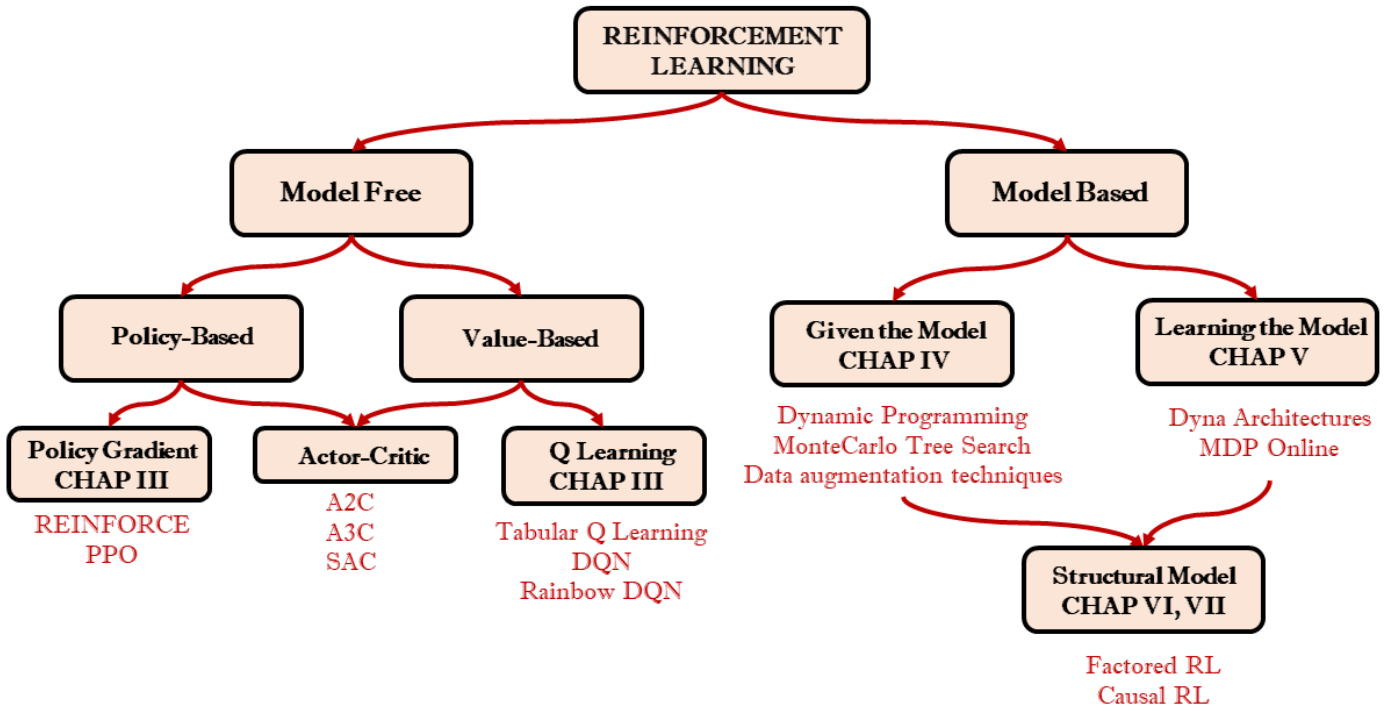 REINFORCEMENT
LEARNING
Model Free
Model Based
Policy-Based
Value-Based
Given the Model
CHAP IV
Learning the Model
CHAP V
Dynamic Programming
MonteCarlo Tree Search
Data augmentation techniques
Dyna Architectures
MDP Online
Policy Gradient
CHAP III
Actor-Critic
Q Learning
CHAP III
REINFORCE
PPO
A2C
A3C
SAC
Tabular Q Learning
DQN
Rainbow DQN
Structural Model
CHAP VI, VII
Factored RL
Causal RL